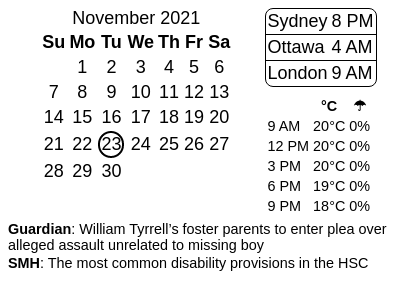 November 2021
Su Mo Tu We Th Fr Sa
1 2 3 4 5 6
7 8 9 10 11 12 13
14 15 16 17 18 19 20
21 22 23 24 25 26 27
28 29 30
Sydney 8 PM
Ottawa 4 AM
London 9 AM
°C ☂
9 AM 20°C 0%
12 PM 20°C 0%
3 PM 20°C 0%
6 PM 19°C 0%
9 PM 18°C 0%
Guardian: William Tyrrell’s foster parents to enter plea over
alleged assault unrelated to missing boy
SMH: The most common disability provisions in the HSC